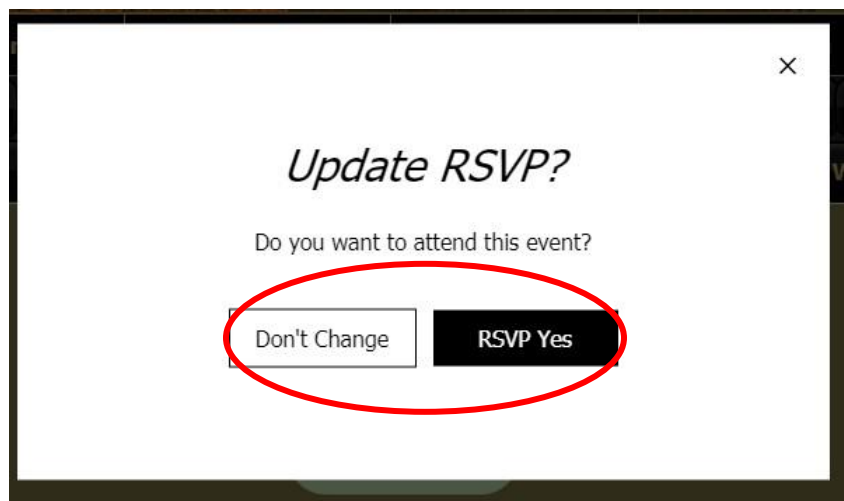 Update RSVP?
Do you want to attend this event?
Don't Change
RSVP Yes